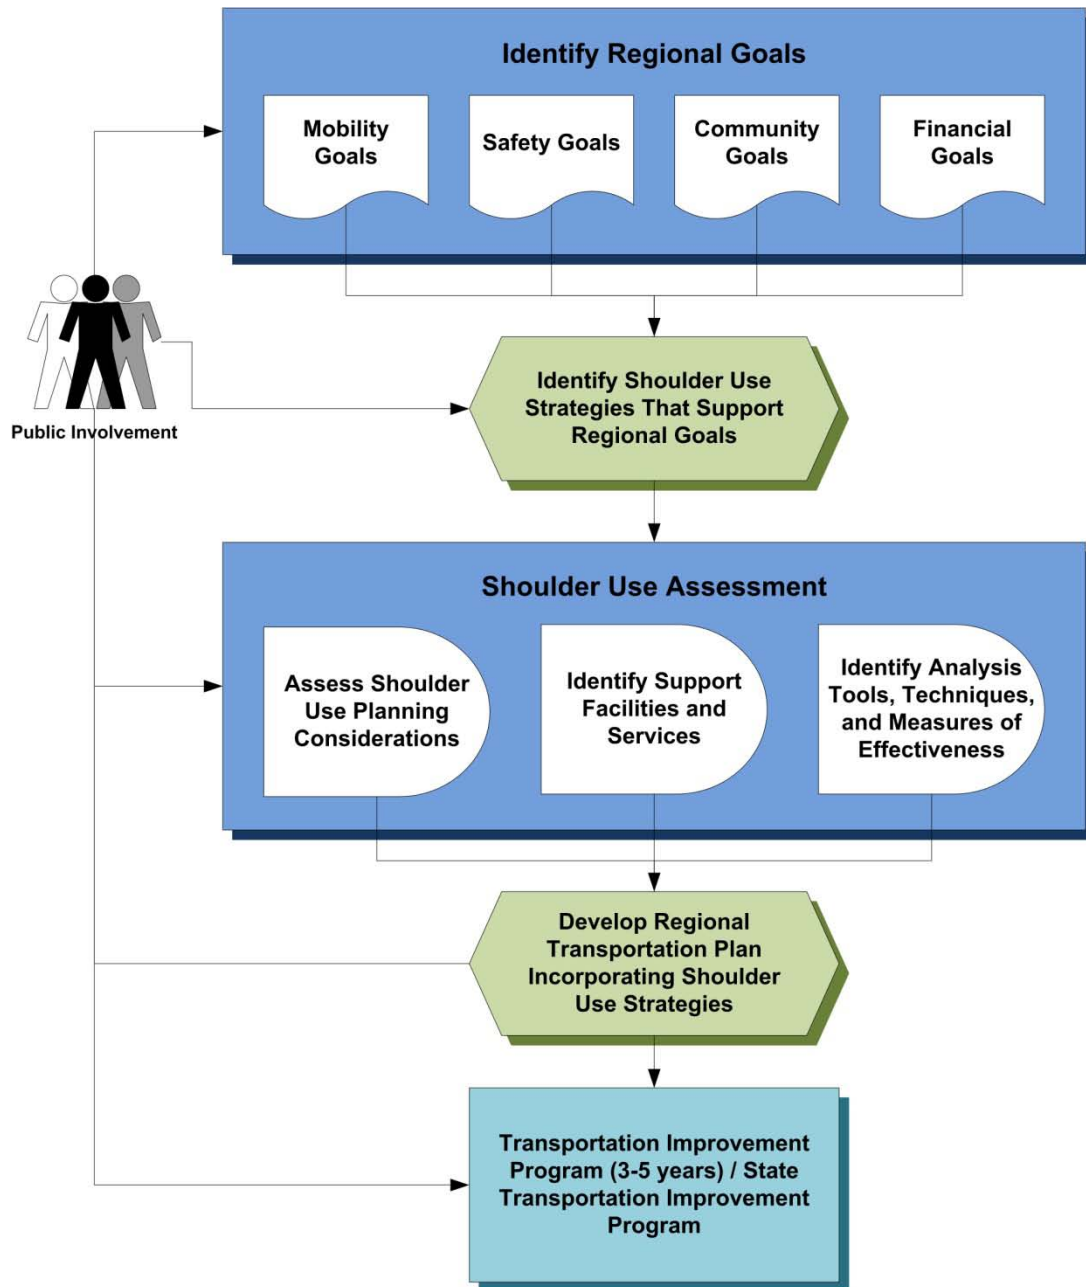 Identify Regional Goals
Mobility
Goals
Safety Goals
Community
Goals
Financial
Goals
Public Involvement
Identify Shoulder Use
Strategies That Support
Regional Goals
Shoulder Use Assessment
Assess Shoulder
Use Planning
Considerations
Identify Support
Facilities and
Services
Identify Analysis
Tools, Techniques,
and Measures of
Effectiveness
Develop Regional
Transportation Plan
Incorporating Shoulder
Use Strategies
Transportation Improvement
Program (3-5 years) / State
Transportation Improvement
Program